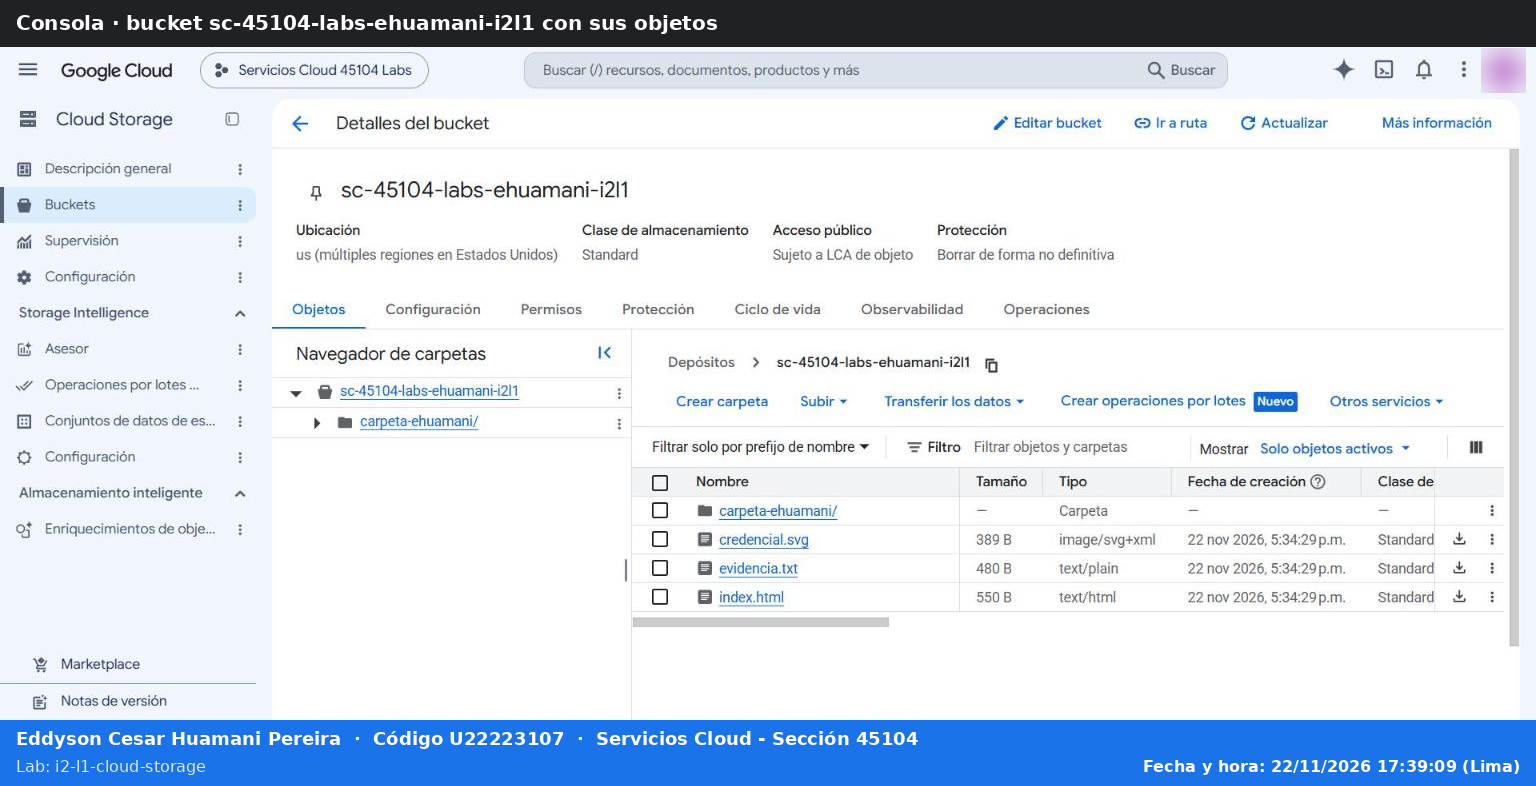 Consola · bucket sc-45104-labs-ehuamani-i2l1 con sus objetos
Google Cloud
Servicios Cloud 45104 Labs
Buscar (/) recursos, documentos, productos y más
Buscar
Cloud Storage
Descripción general
Buckets
Supervisión
Configuración
Storage Intelligence
Asesor
Operaciones por lotes ...
Conjuntos de datos de es...
Configuración
Almacenamiento inteligente
Enriquecimientos de obje...
Marketplace
Notas de versión
Detalles del bucket
Editar bucket
Ir a ruta
Actualizar
Más información
sc-45104-labs-ehuamani-i2l1
Ubicación Clase de almacenamiento Acceso público Protección
us (múltiples regiones en Estados Unidos) Standard Sujeto a LCA de objeto Borrar de forma no definitiva
Objetos Configuración Permisos Protección Ciclo de vida Observabilidad Operaciones
Navegador de carpetas
sc-45104-labs-ehuamani-i2l1
carpeta-ehuamani/
Depósitos sc-45104-labs-ehuamani-i2l1
Crear carpeta Subir Transferir los datos Crear operaciones por lotes Nuevo Otros servicios
Filtrar solo por prefijo de nombre Filtro Filtrar objetos y carpetas Mostrar Solo objetos activos
Nombre Tamaño Tipo Fecha de creación Clase de
carpeta-ehuamani/ — Carpeta — —
credencial.svg 389 B image/svg+xml 22 nov 2026, 5:34:29 p.m. Standard
evidencia.txt 480 B text/plain 22 nov 2026, 5:34:29 p.m. Standard
index.html 550 B text/html 22 nov 2026, 5:34:29 p.m. Standard
Eddyson Cesar Huamani Pereira · Código U22223107 · Servicios Cloud - Sección 45104
Lab: i2-l1-cloud-storage
Fecha y hora: 22/11/2026 17:39:09 (Lima)